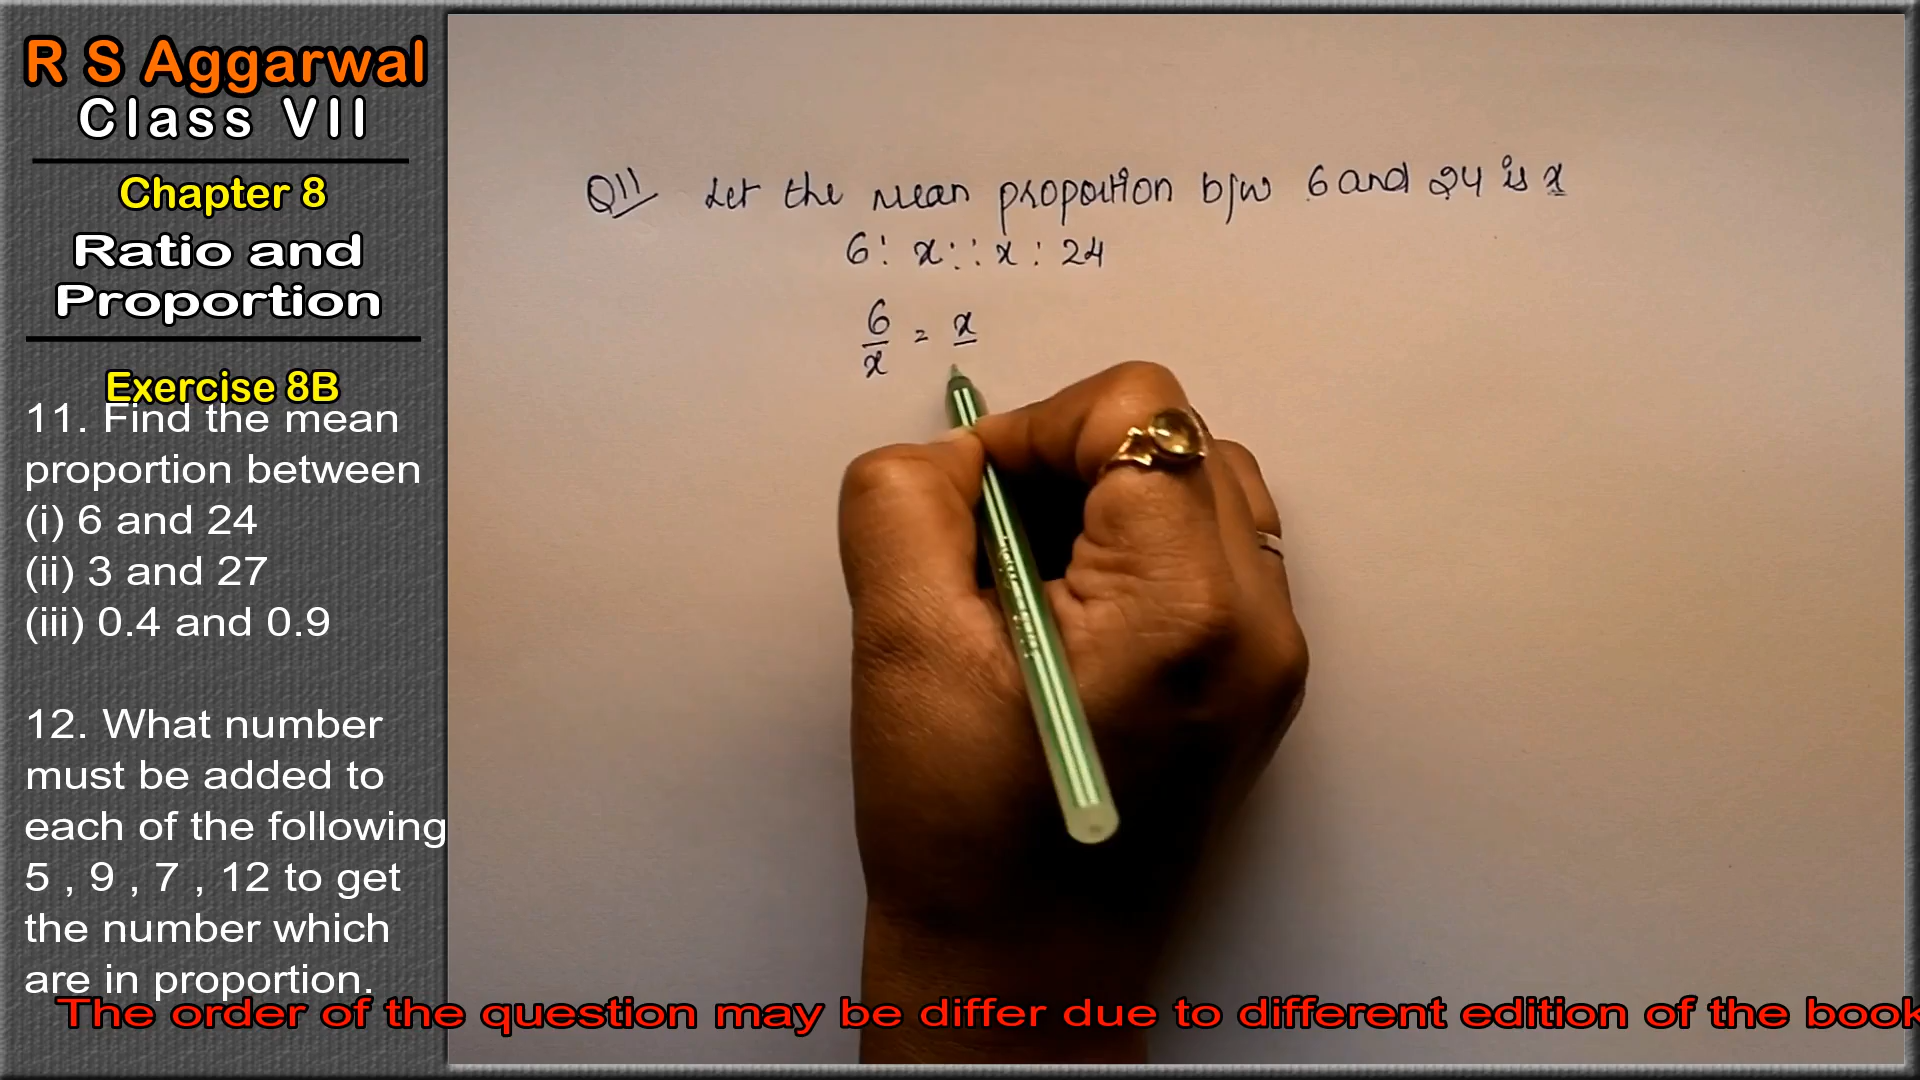 R S Aggarwal
Class VII
Chapter 8
Ratio and
Proportion
Exercise 8B
11. Find the mean
proportion between
(i) 6 and 24
(ii) 3 and 27
(iii) 0.4 and 0.9
12. What number
must be added to
each of the following
5 , 9 , 7 , 12 to get
the number which
are in proportion.
Q11 Let the mean proportion b/w 6 and 24 is x
6 : x :: x : 24
6/x = x
The order of the question may be differ due to different edition of the book